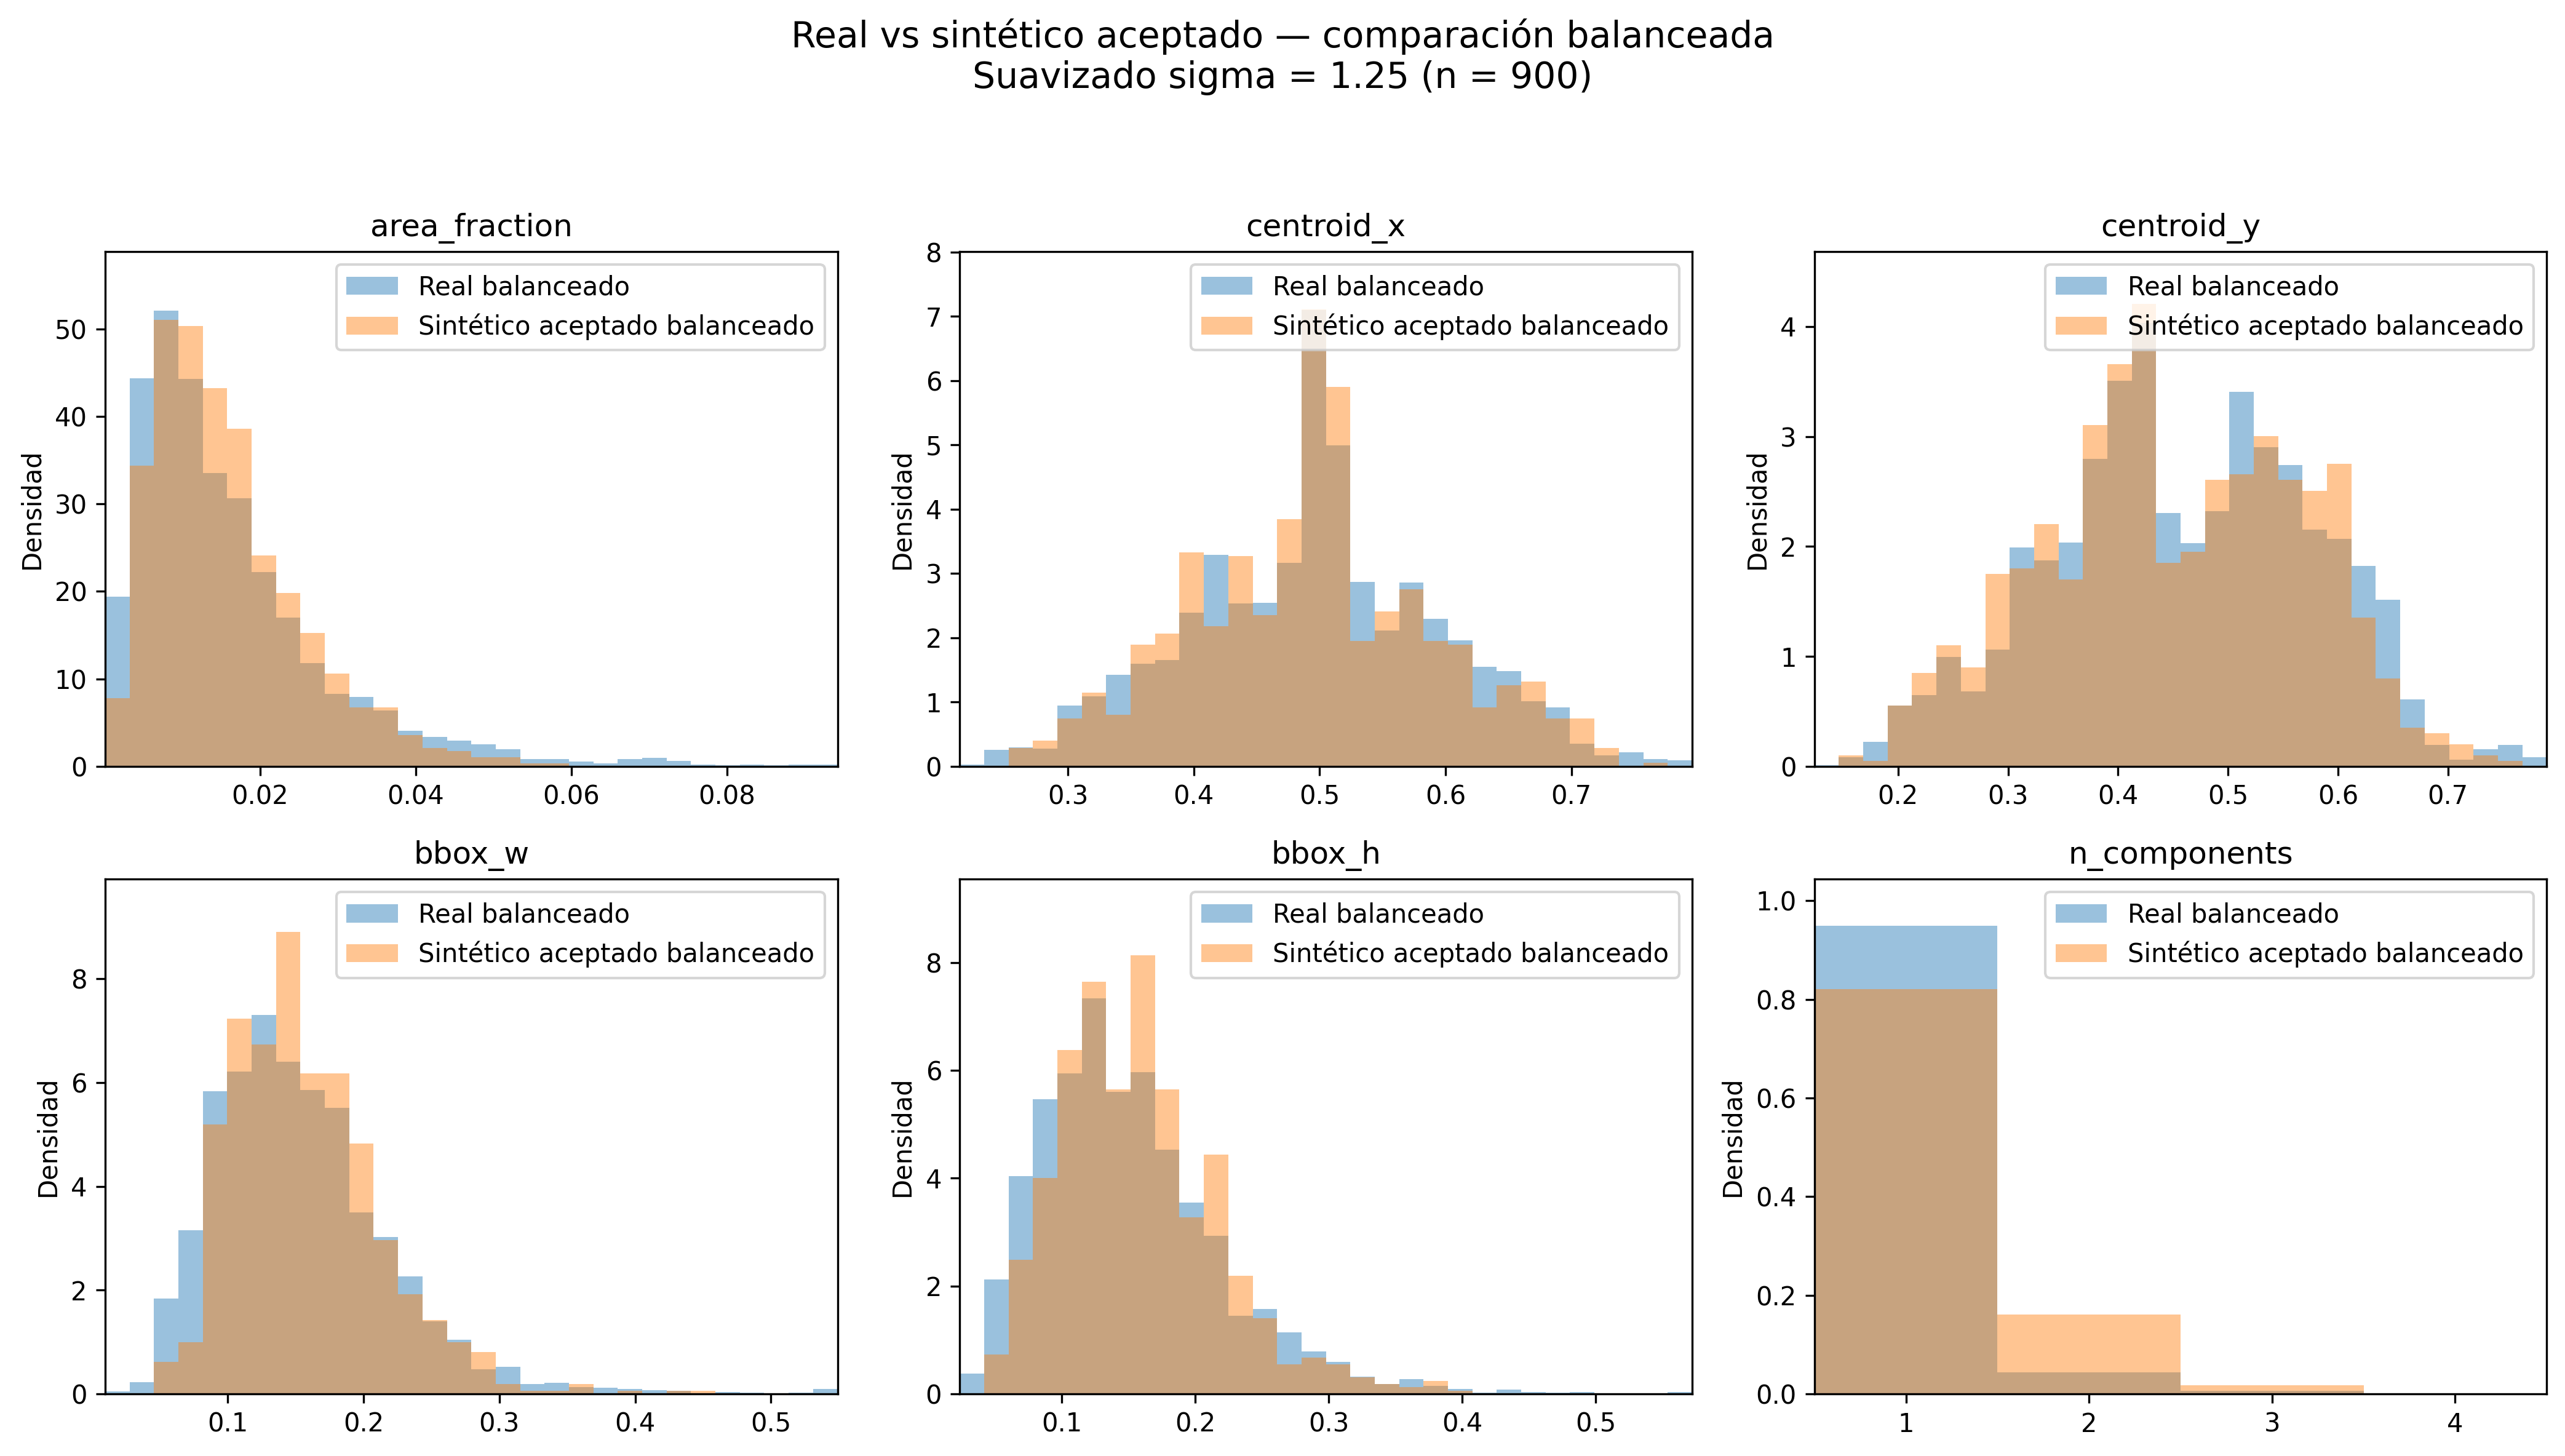 Real vs sintético aceptado — comparación balanceada
Suavizado sigma = 1.25 (n = 900)
area_fraction
Real balanceado
Sintético aceptado balanceado
Densidad
50
40
30
20
10
0
0.02
0.04
0.06
0.08
centroid_x
Real balanceado
Sintético aceptado balanceado
Densidad
8
7
6
5
4
3
2
1
0
0.3
0.4
0.5
0.6
0.7
centroid_y
Real balanceado
Sintético aceptado balanceado
Densidad
4
3
2
1
0
0.2
0.3
0.4
0.5
0.6
0.7
bbox_w
Real balanceado
Sintético aceptado balanceado
Densidad
8
6
4
2
0
0.1
0.2
0.3
0.4
0.5
bbox_h
Real balanceado
Sintético aceptado balanceado
Densidad
8
6
4
2
0
0.1
0.2
0.3
0.4
0.5
n_components
Real balanceado
Sintético aceptado balanceado
Densidad
1.0
0.8
0.6
0.4
0.2
0.0
1
2
3
4